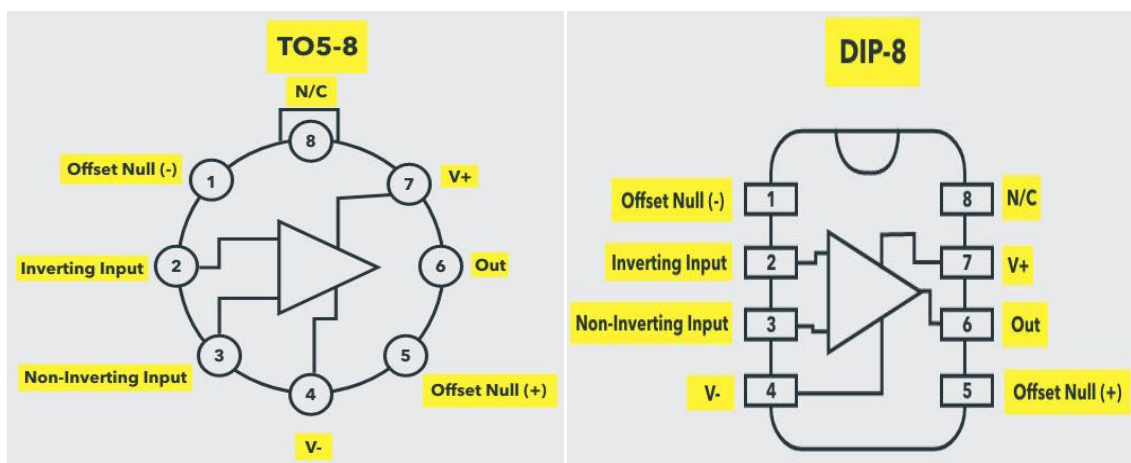 TO5-8
N/C
8
Offset Null (-)
1
7
V+
Inverting Input
2
6
Out
3
Non-Inverting Input
5
Offset Null (+)
4
V-
DIP-8
Offset Null (-)
1
8
N/C
Inverting Input
2
7
V+
Non-Inverting Input
3
6
Out
V-
4
5
Offset Null (+)